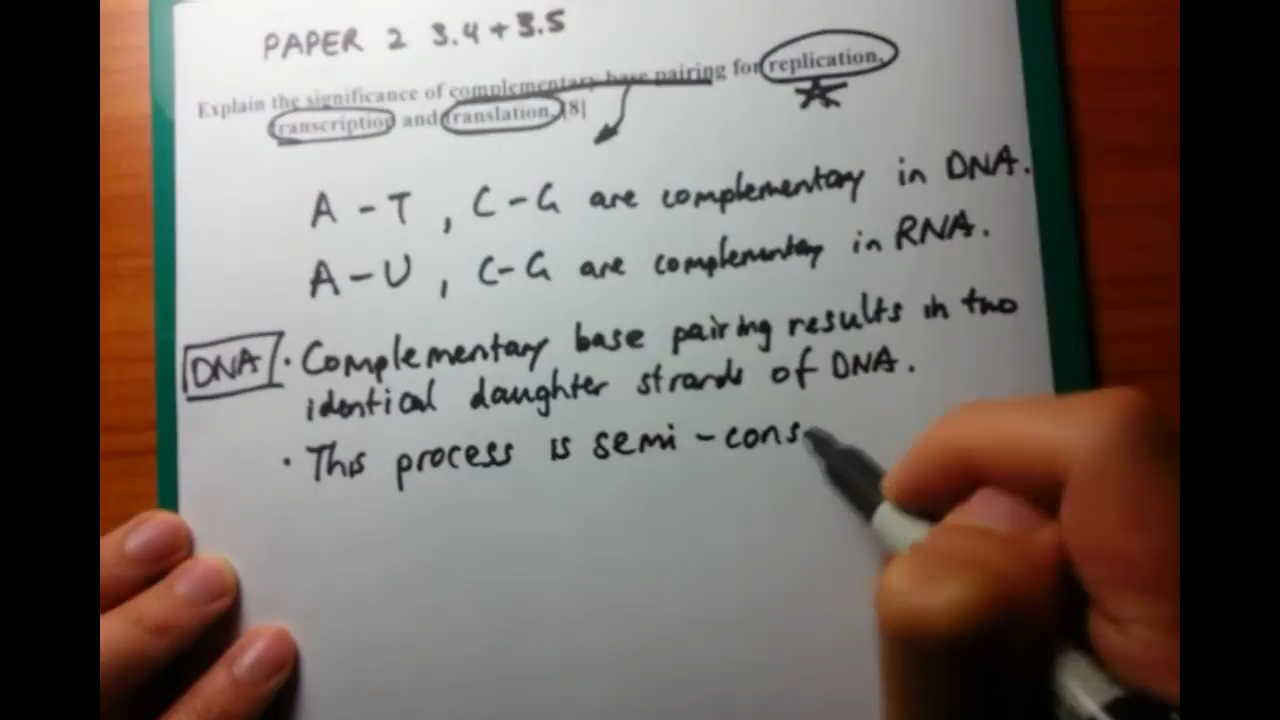 PAPER 2 3.4 + 3.5
Explain the significance of complementary base pairing for replication,
transcription and translation. [8]
A - T , C - G are complementary in DNA.
A - U , C - G are complementary in RNA.
DNA · Complementary base pairing results in two
identical daughter strands of DNA.
· This process is semi - cons